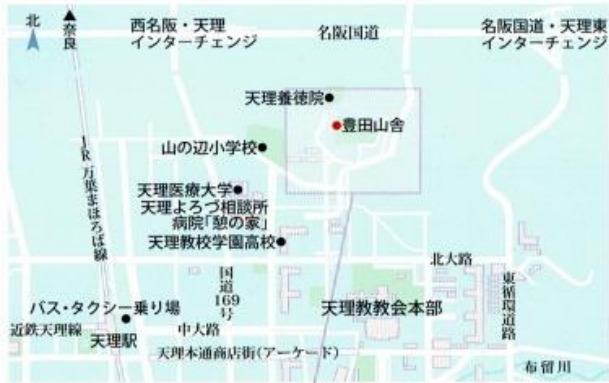 北
奈良
西名阪・天理
インターチェンジ
名阪国道
名阪国道・天理東
インターチェンジ
天理養徳院
豊田山舎
山の辺小学校
JR万葉まほろば線
天理医療大学
天理よろづ相談所
病院「憩の家」
天理教校学園高校
北大路
国道169号
東循環道路
バス・タクシー乗り場
天理教教会本部
近鉄天理線
天理駅
中大路
天理本通商店街(アーケード)
布留川